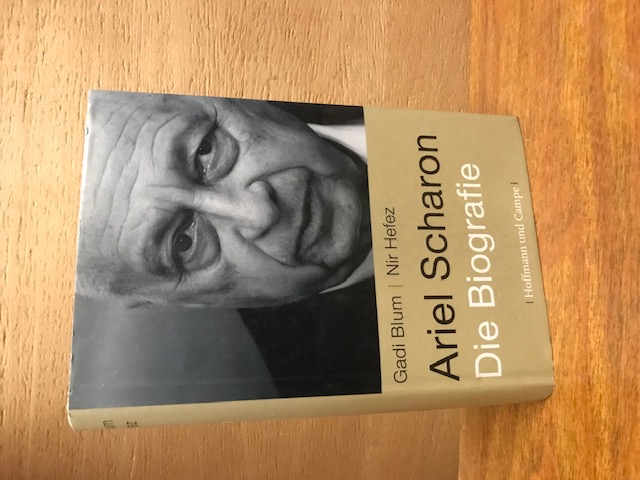 Gadi Blum | Nir Hefez
Ariel Scharon
Die Biografie
| Hoffmann und Campe |